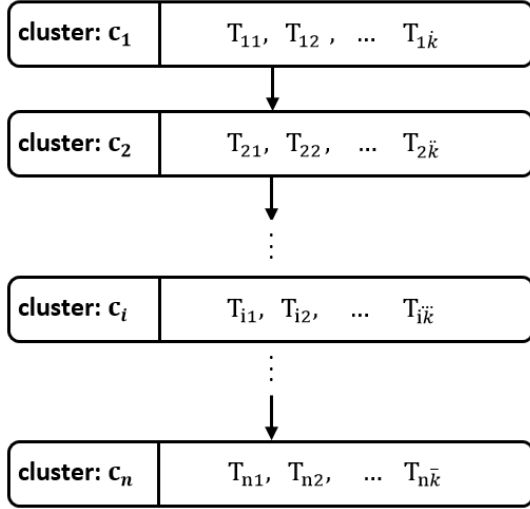 cluster: c₁ T₁₁, T₁₂ , … T₁k̇
cluster: c₂ T₂₁, T₂₂, … T₂k̈
⋮
cluster: cᵢ Tᵢ₁, Tᵢ₂, … Tᵢk⃛
⋮
cluster: cₙ Tₙ₁, Tₙ₂, … Tₙk̄